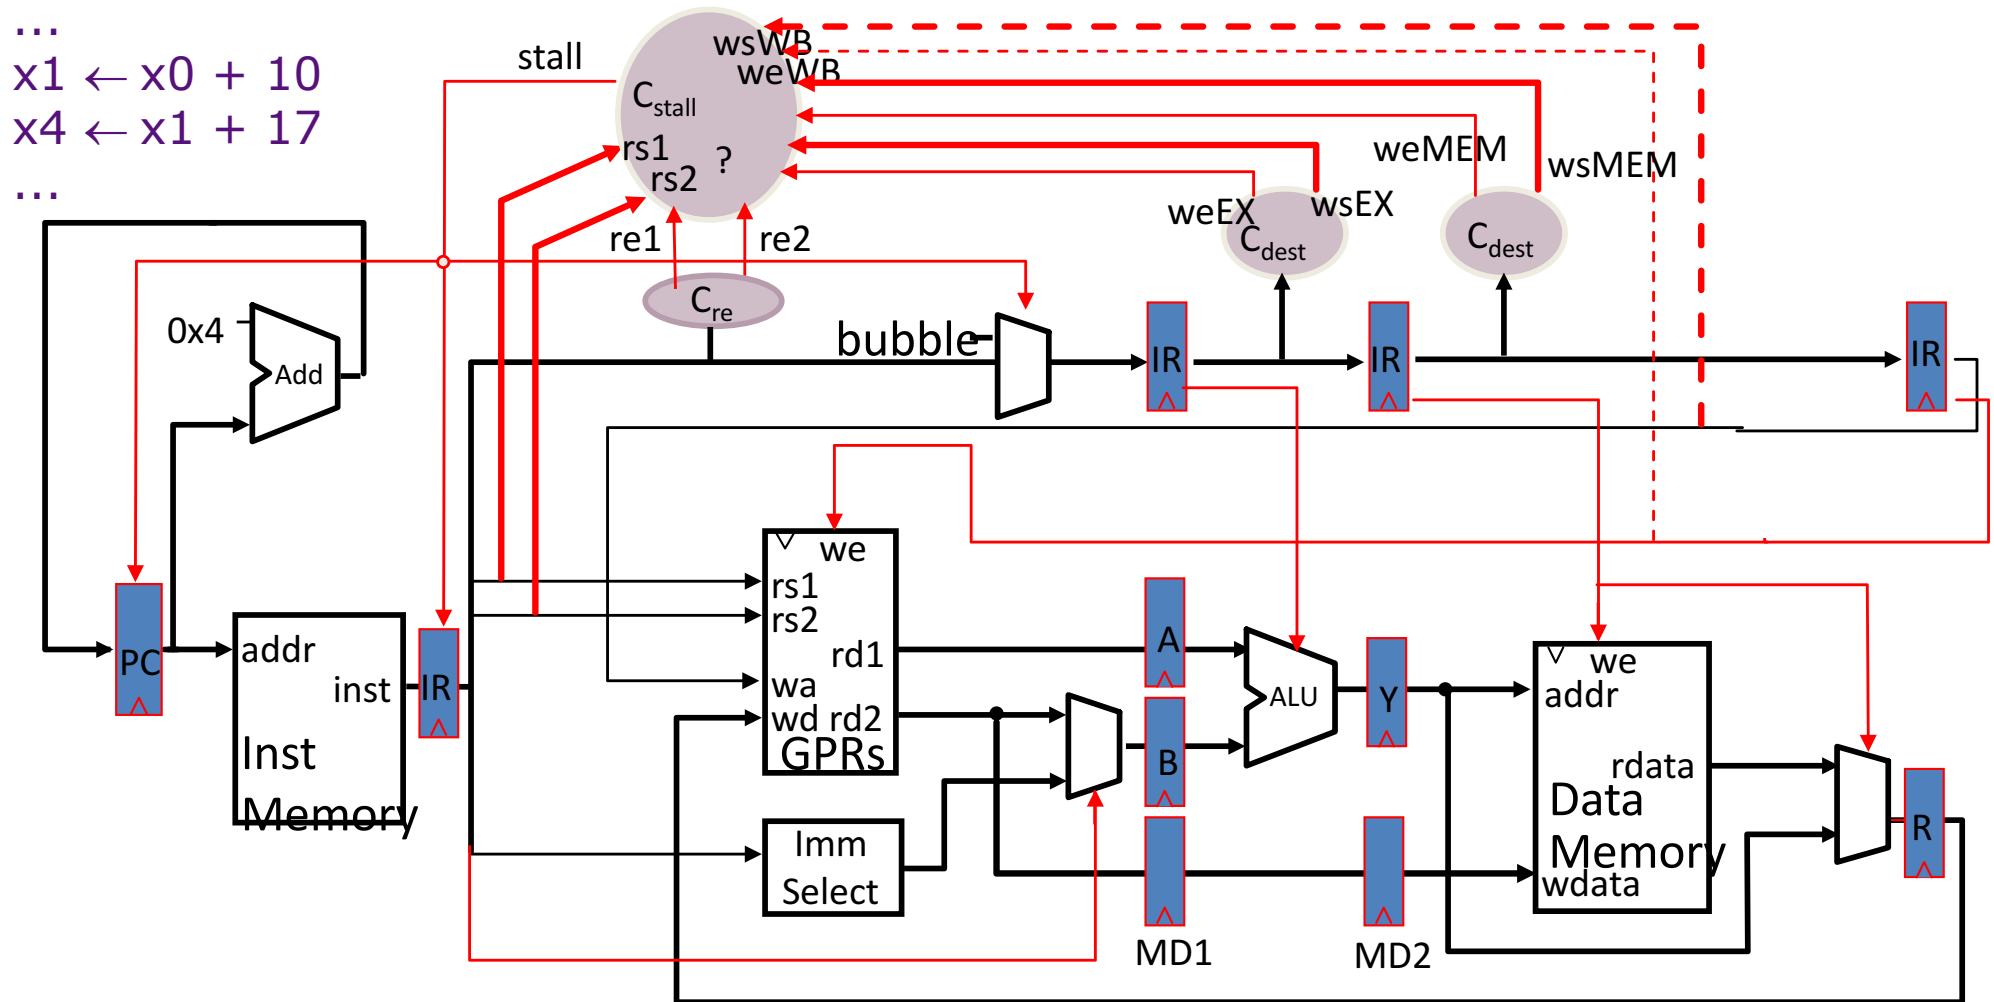 ...
x1 ← x0 + 10
x4 ← x1 + 17
...
stall
wsWB
weWB
Cstall
rs1
rs2
?
re1
re2
Cre
weMEM
wsMEM
weEX
wsEX
Cdest
Cdest
0x4
Add
bubble
IR
IR
IR
PC
addr
inst
Inst
Memory
IR
we
rs1
rs2
rd1
wa
wd rd2
GPRs
Imm
Select
A
B
ALU
Y
MD1
MD2
we
addr
rdata
Data
Memory
wdata
R